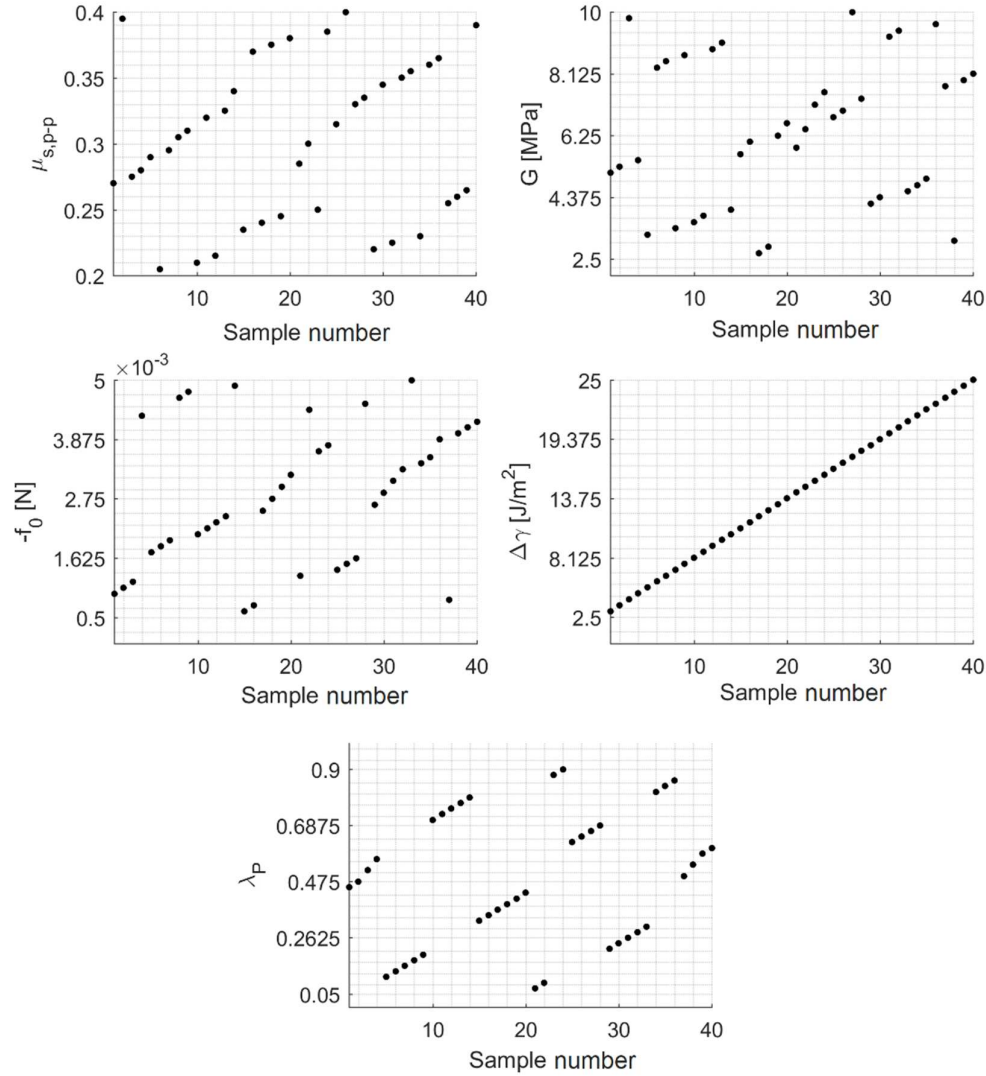 0.4
0.35
0.3
0.25
0.2
μs,p-p
10 20 30 40
Sample number
10
8.125
6.25
4.375
2.5
G [MPa]
10 20 30 40
Sample number
×10-3
5
3.875
2.75
1.625
0.5
-f0 [N]
10 20 30 40
Sample number
25
19.375
13.75
8.125
2.5
Δγ [J/m2]
10 20 30 40
Sample number
0.9
0.6875
0.475
0.2625
0.05
λP
10 20 30 40
Sample number